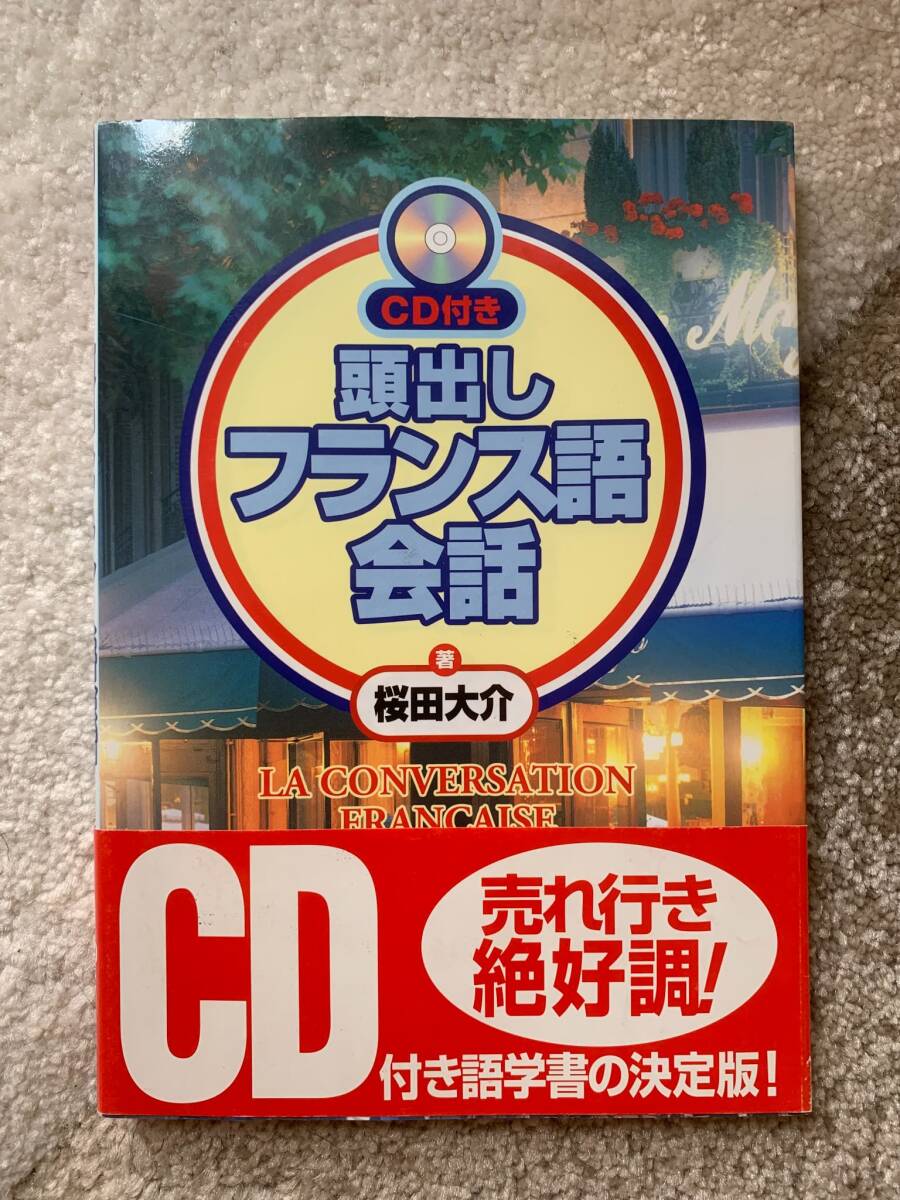 CD付き
頭出し
フランス語
会話
著
桜田大介
LA CONVERSATION
FRANCAISE
CD
売れ行き
絶好調!
付き語学書の決定版!